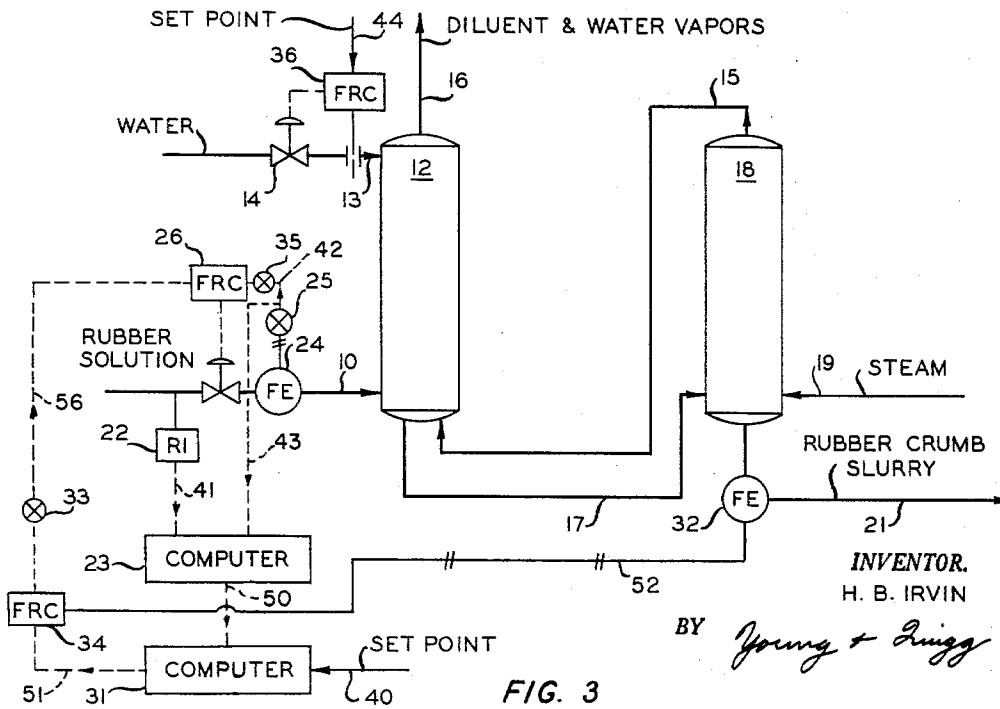 SET POINT
44
DILUENT & WATER VAPORS
36
FRC
16
15
WATER
14
13
12
18
26
35
42
FRC
25
RUBBER
SOLUTION
24
FE
10
19
STEAM
56
22
RI
43
41
RUBBER CRUMB
SLURRY
33
FE
32
17
21
23
COMPUTER
50
52
INVENTOR.
H. B. IRVIN
FRC
34
BY
Young & Quigg
SET POINT
51
31
COMPUTER
40
FIG. 3